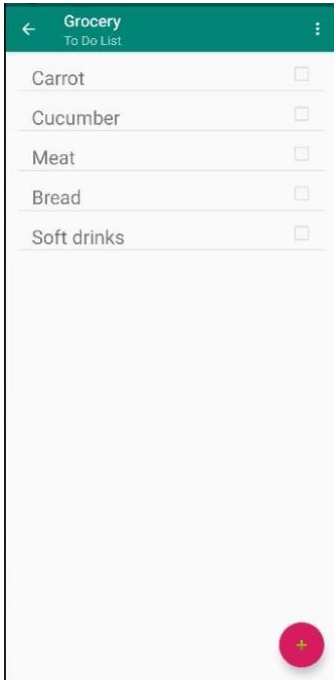 Grocery
To Do List
Carrot
Cucumber
Meat
Bread
Soft drinks
+